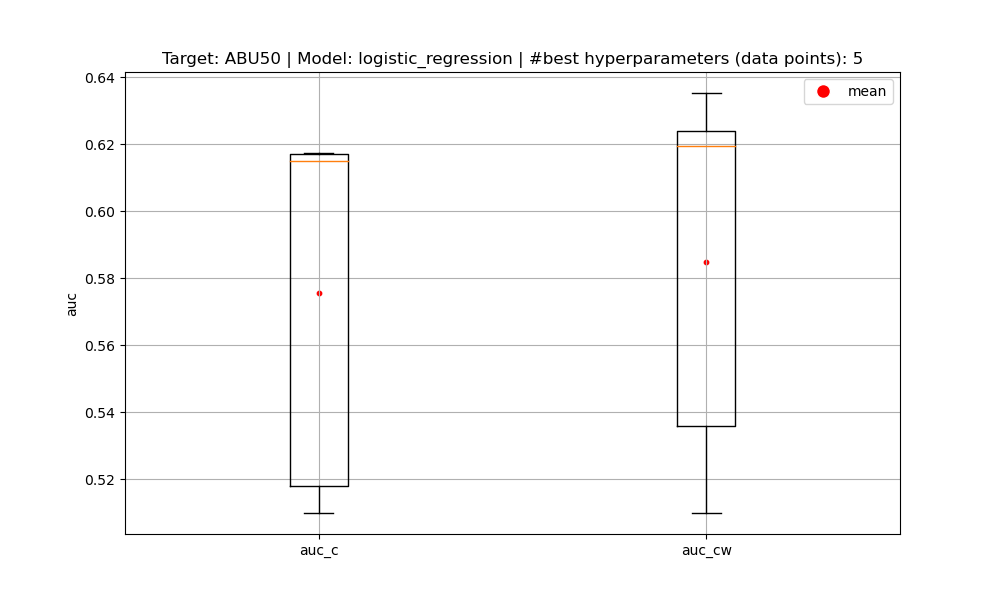 Target: ABU50 | Model: logistic_regression | #best hyperparameters (data points): 5
mean
0.64
0.62
0.60
0.58
0.56
0.54
0.52
auc
auc_c
auc_cw